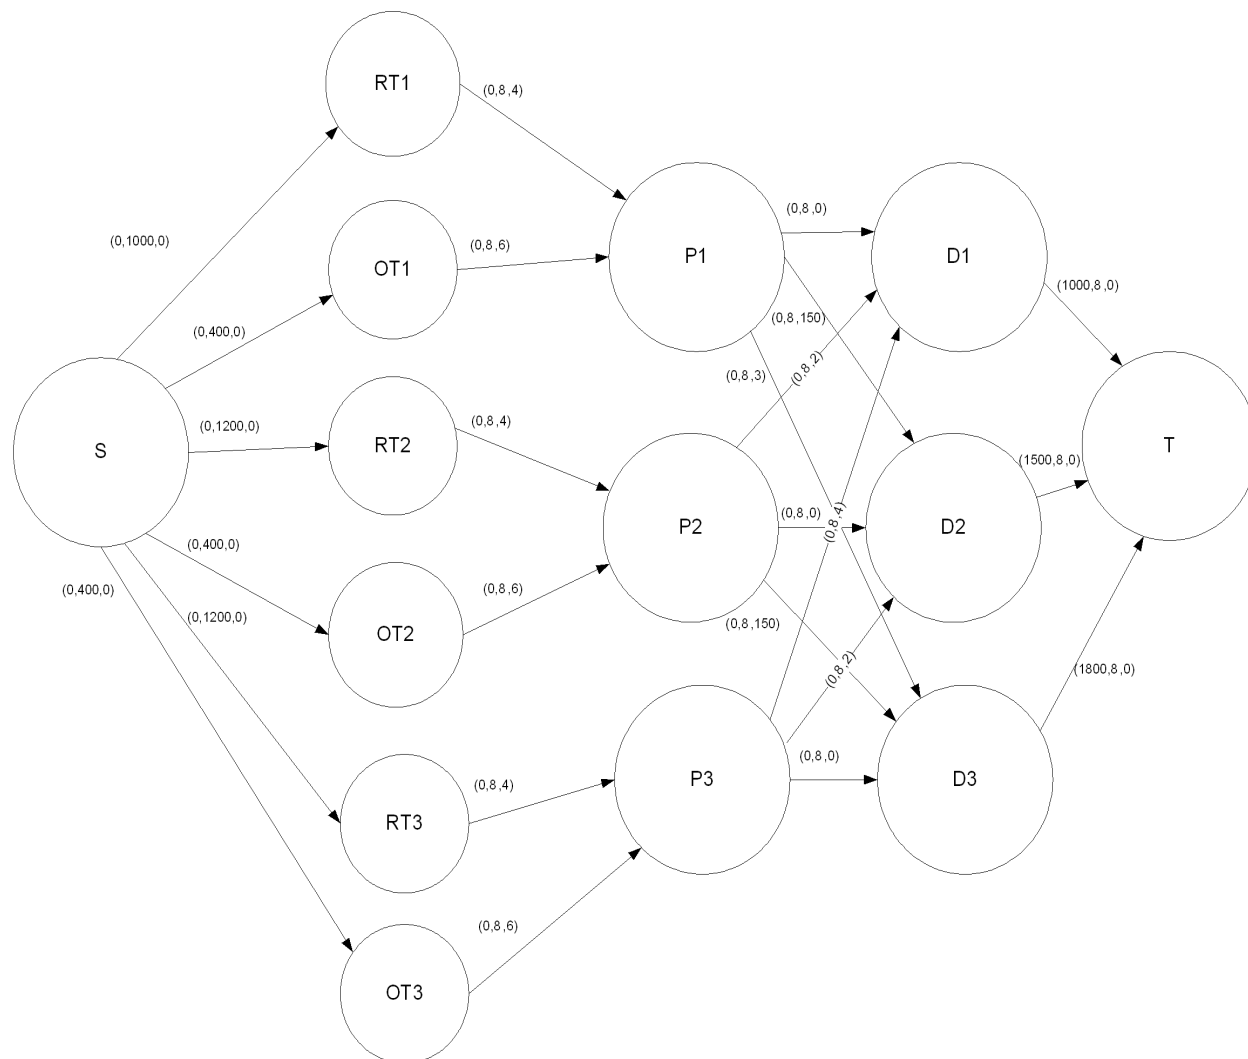 RT1
(0,8,4)
(0,8,0)
(0,1000,0)
OT1
(0,8,6)
P1
D1
(1000,8,0)
(0,400,0)
(0,8,150)
(0,8,3)
(0,8,2)
(0,1200,0)
RT2
(0,8,4)
S
T
(1500,8,0)
(0,8,0)
(0,8,4)
P2
D2
(0,400,0)
(0,400,0)
(0,8,6)
(0,1200,0)
OT2
(0,8,150)
(0,8,2)
(1800,8,0)
(0,8,0)
RT3
(0,8,4)
P3
D3
(0,8,6)
OT3